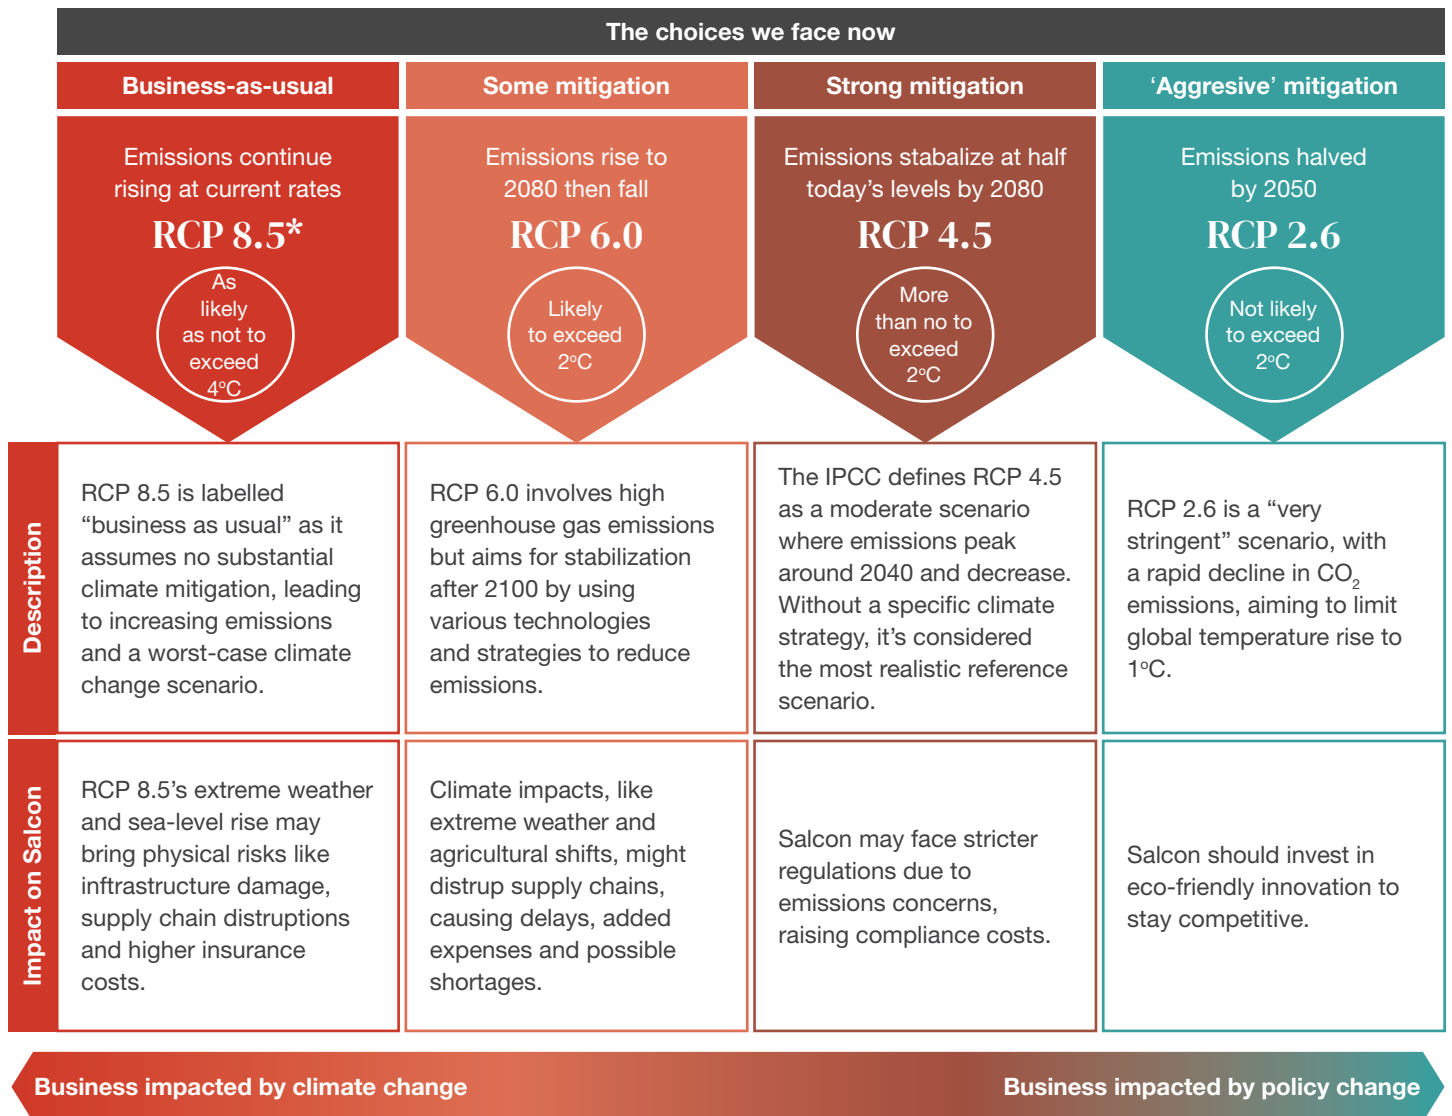 The choices we face now
Business-as-usual
Some mitigation
Strong mitigation
‘Aggresive’ mitigation
Emissions continue
rising at current rates
RCP 8.5*
As
likely
as not to
exceed
4°C
Emissions rise to
2080 then fall
RCP 6.0
Likely
to exceed
2°C
Emissions stabalize at half
today’s levels by 2080
RCP 4.5
More
than no to
exceed
2°C
Emissions halved
by 2050
RCP 2.6
Not likely
to exceed
2°C
Description
RCP 8.5 is labelled
“business as usual” as it
assumes no substantial
climate mitigation, leading
to increasing emissions
and a worst-case climate
change scenario.
RCP 6.0 involves high
greenhouse gas emissions
but aims for stabilization
after 2100 by using
various technologies
and strategies to reduce
emissions.
The IPCC defines RCP 4.5
as a moderate scenario
where emissions peak
around 2040 and decrease.
Without a specific climate
strategy, it’s considered
the most realistic reference
scenario.
RCP 2.6 is a “very
stringent” scenario, with
a rapid decline in CO₂
emissions, aiming to limit
global temperature rise to
1°C.
Impact on Salcon
RCP 8.5’s extreme weather
and sea-level rise may
bring physical risks like
inftrastructure damage,
supply chain distruptions
and higher insurance
costs.
Climate impacts, like
extreme weather and
agricultural shifts, might
distrup supply chains,
causing delays, added
expenses and possible
shortages.
Salcon may face stricter
regulations due to
emissions concerns,
raising compliance costs.
Salcon should invest in
eco-friendly innovation to
stay competitive.
Business impacted by climate change
Business impacted by policy change